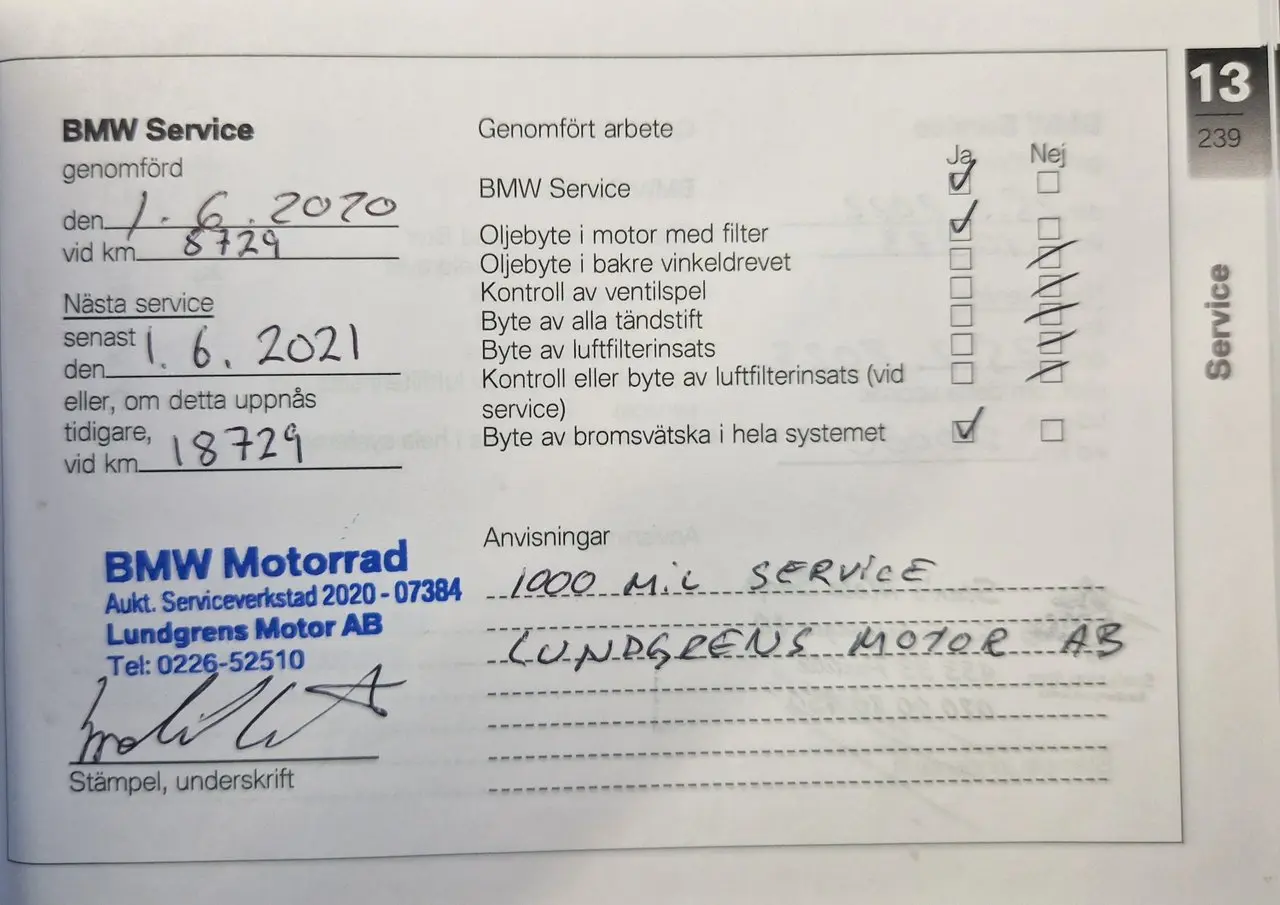 13
239
Service
BMW Service
genomförd
den 1.6.2020
vid km 8729
Nästa service
senast
den 1.6.2021
eller, om detta uppnås
tidigare,
vid km 18729
BMW Motorrad
Aukt. Serviceverkstad 2020 - 07384
Lundgrens Motor AB
Tel: 0226-52510
Stämpel, underskrift
Genomfört arbete
Ja Nej
BMW Service
Oljebyte i motor med filter
Oljebyte i bakre vinkeldrevet
Kontroll av ventilspel
Byte av alla tändstift
Byte av luftfilterinsats
Kontroll eller byte av luftfilterinsats (vid
service)
Byte av bromsvätska i hela systemet
Anvisningar
1000 MiL SERViCE
LUNDGRENS MOTOR AB